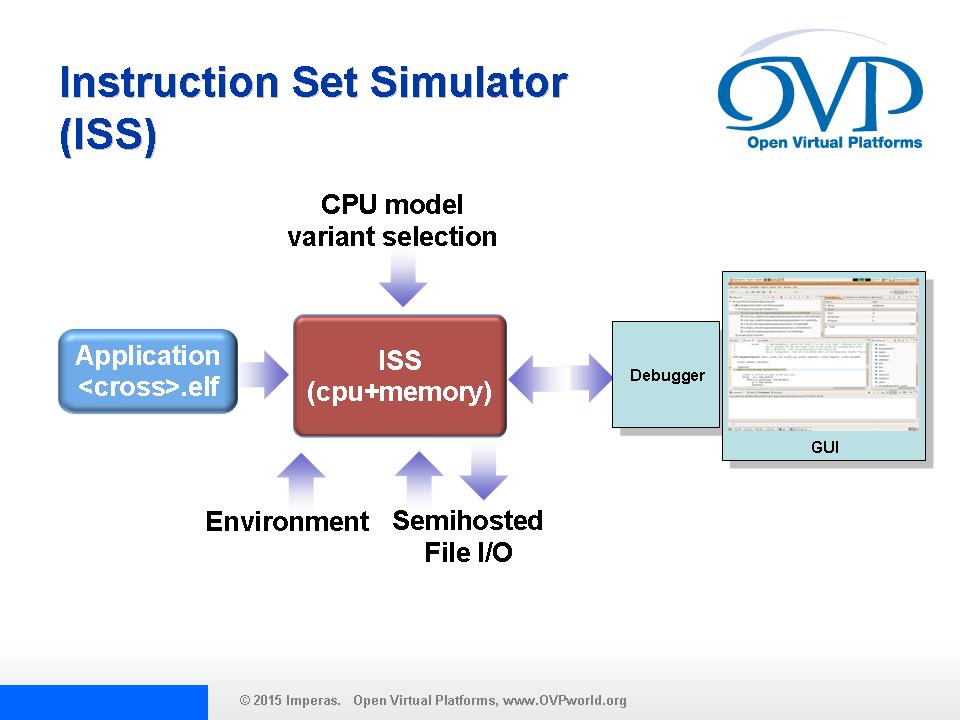 Instruction Set Simulator
(ISS)
OVP
Open Virtual Platforms
CPU model
variant selection
Application
<cross>.elf
ISS
(cpu+memory)
Debugger
GUI
Environment
Semihosted
File I/O
© 2015 Imperas. Open Virtual Platforms, www.OVPworld.org